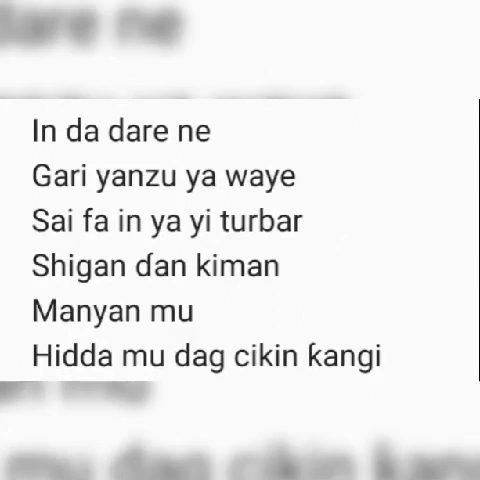 In da dare ne
Gari yanzu ya waye
Sai fa in ya yi turbar
Shigan ɗan kiman
Manyan mu
Hidda mu dag cikin ƙangi